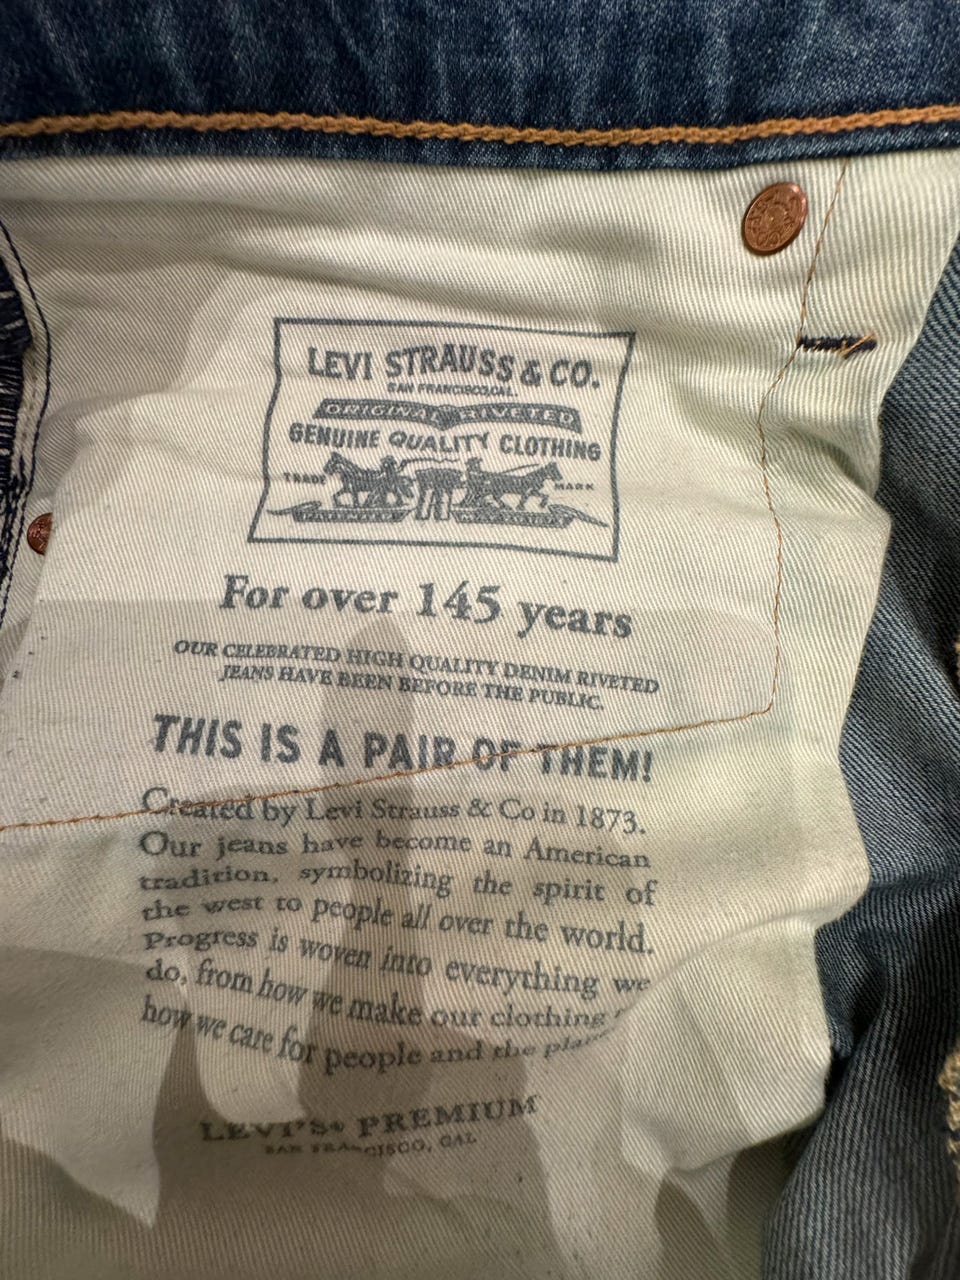 LEVI STRAUSS & CO.
SAN FRANCISCO,CAL.
ORIGINAL RIVETED
GENUINE QUALITY CLOTHING
TRADE MARK
For over 145 years
OUR CELEBRATED HIGH QUALITY DENIM RIVETED
JEANS HAVE BEEN BEFORE THE PUBLIC.
THIS IS A PAIR OF THEM!
Created by Levi Strauss & Co in 1873.
Our jeans have become an American
tradition, symbolizing the spirit of
the west to people all over the world.
Progress is woven into everything we
do, from how we make our clothing
how we care for people and the
LEVI'S® PREMIUM
SAN FRANCISCO, CAL